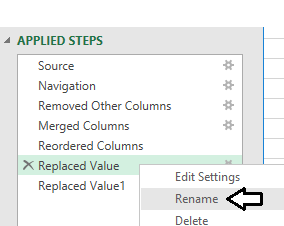 APPLIED STEPS
Source
Navigation
Removed Other Columns
Merged Columns
Reordered Columns
Replaced Value
Replaced Value1
Edit Settings
Rename
Delete